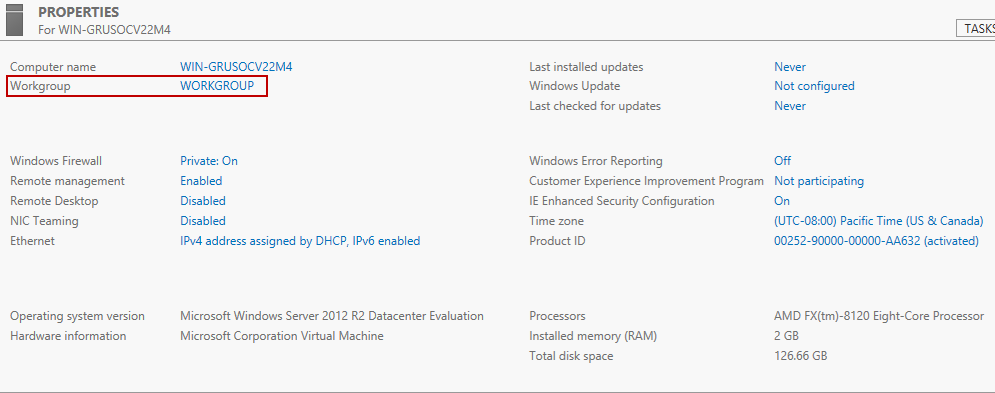 PROPERTIES
For WIN-GRUSOCV22M4
TASKS
Computer name WIN-GRUSOCV22M4
Workgroup WORKGROUP
Last installed updates Never
Windows Update Not configured
Last checked for updates Never
Windows Firewall Private: On
Remote management Enabled
Remote Desktop Disabled
NIC Teaming Disabled
Ethernet IPv4 address assigned by DHCP, IPv6 enabled
Windows Error Reporting Off
Customer Experience Improvement Program Not participating
IE Enhanced Security Configuration On
Time zone (UTC-08:00) Pacific Time (US & Canada)
Product ID 00252-90000-00000-AA632 (activated)
Operating system version Microsoft Windows Server 2012 R2 Datacenter Evaluation
Hardware information Microsoft Corporation Virtual Machine
Processors AMD FX(tm)-8120 Eight-Core Processor
Installed memory (RAM) 2 GB
Total disk space 126.66 GB